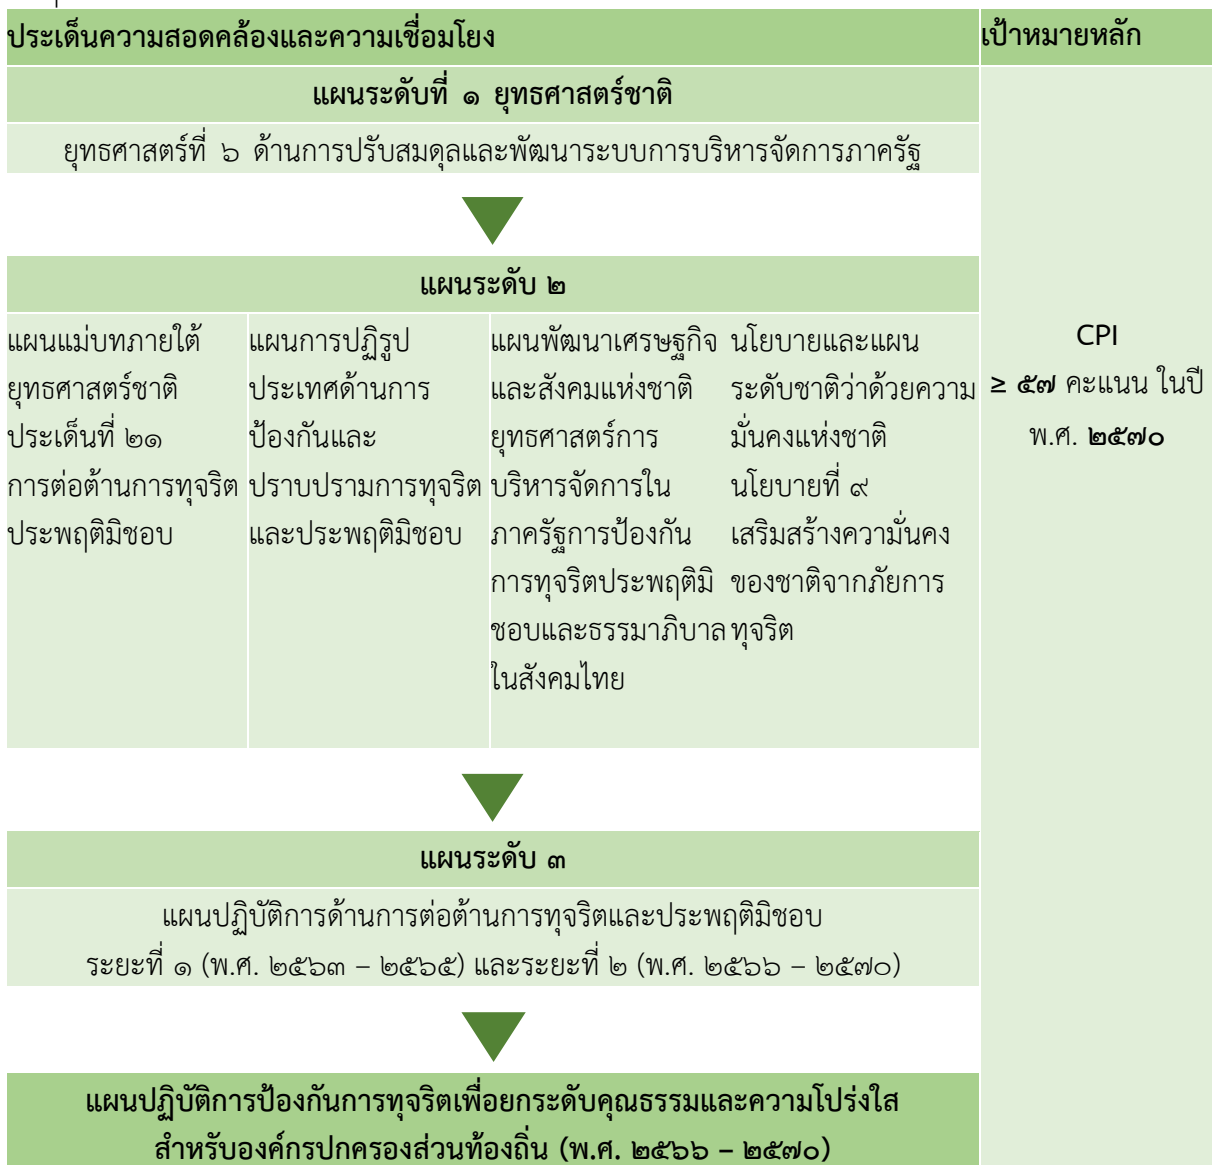 ประเด็นความสอดคล้องและความเชื่อมโยง
เป้าหมายหลัก
แผนระดับที่ ๑ ยุทธศาสตร์ชาติ
ยุทธศาสตร์ที่ ๖ ด้านการปรับสมดุลและพัฒนาระบบการบริหารจัดการภาครัฐ
แผนระดับ ๒
แผนแม่บทภายใต้
ยุทธศาสตร์ชาติ
ประเด็นที่ ๒๑
การต่อต้านการทุจริต
ประพฤติมิชอบ
แผนการปฏิรูป
ประเทศด้านการ
ป้องกันและ
ปราบปรามการทุจริต
และประพฤติมิชอบ
แผนพัฒนาเศรษฐกิจ
และสังคมแห่งชาติ
ยุทธศาสตร์การ
บริหารจัดการใน
ภาครัฐการป้องกัน
การทุจริตประพฤติมิ
ชอบและธรรมาภิบาล
ในสังคมไทย
นโยบายและแผน
ระดับชาติว่าด้วยความ
มั่นคงแห่งชาติ
นโยบายที่ ๙
เสริมสร้างความั่นคง
ของชาติจากภัยการ
ทุจริต
CPI
≥ ๕๗ คะแนน ในปี
พ.ศ. ๒๕๗๐
แผนระดับ ๓
แผนปฏิบัติการด้านการต่อต้านการทุจริตและประพฤติมิชอบ
ระยะที่ ๑ (พ.ศ. ๒๕๖๓ – ๒๕๖๕) และระยะที่ ๒ (พ.ศ. ๒๕๖๖ – ๒๕๗๐)
แผนปฏิบัติการป้องกันการทุจริตเพื่อยกระดับคุณธรรมและความโปร่งใส
สำหรับองค์กรปกครองส่วนท้องถิ่น (พ.ศ. ๒๕๖๖ – ๒๕๗๐)